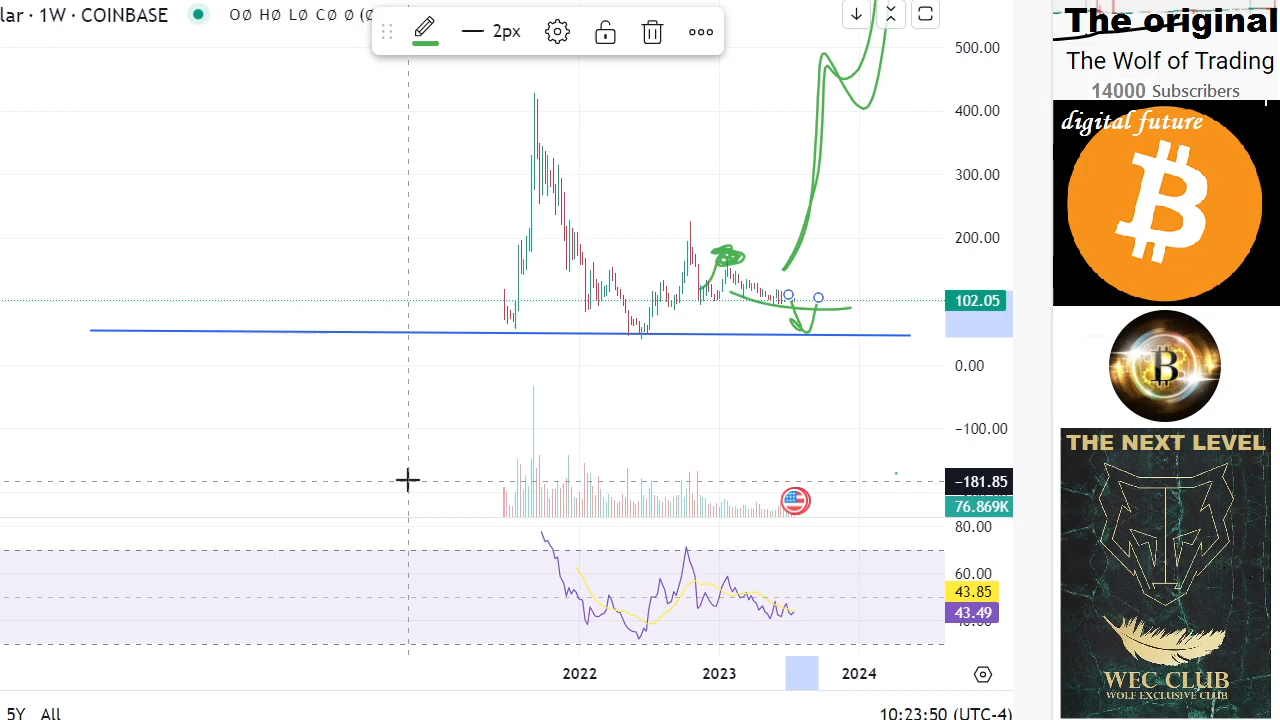 lar · 1W · COINBASE
O∅ H∅ L∅ C∅ ∅ (∅
2px
500.00
400.00
300.00
200.00
102.05
0.00
−100.00
−181.85
76.869K
80.00
60.00
43.85
43.49
2022 2023 2024
5Y All
10:23:50 (UTC-4)
The original
The Wolf of Trading
14000 Subscribers
digital future
THE NEXT LEVEL
WEC CLUB
WOLF EXCLUSIVE CLUB